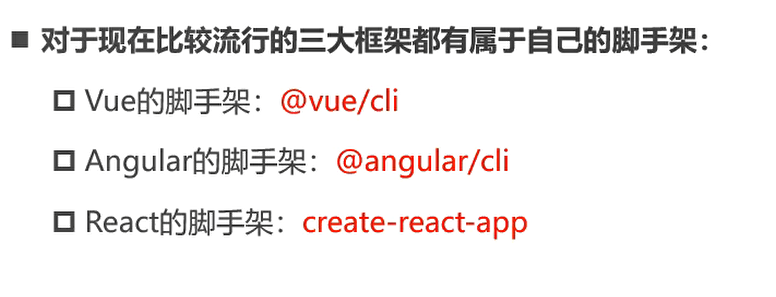 对于现在比较流行的三大框架都有属于自己的脚手架：
Vue的脚手架：@vue/cli
Angular的脚手架：@angular/cli
React的脚手架：create-react-app